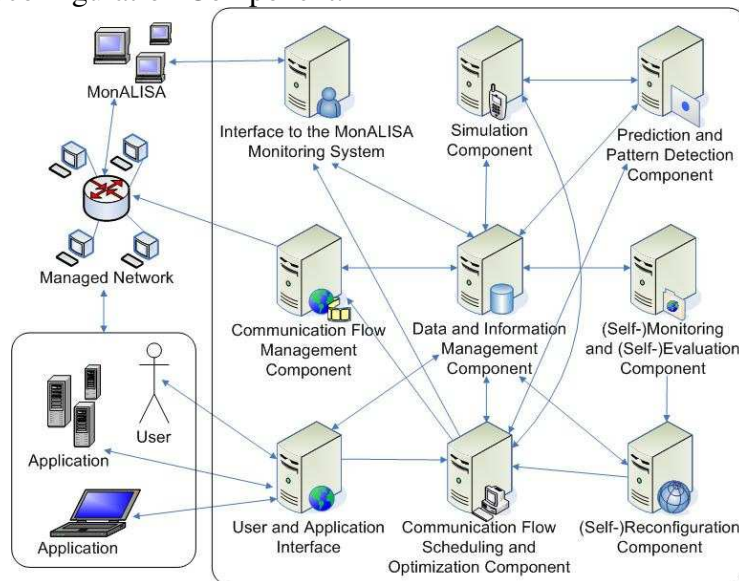 configuration Component.
MonALISA
Interface to the MonALISA
Monitoring System
Simulation
Component
Prediction and
Pattern Detection
Component
Managed Network
Communication Flow
Management
Component
Data and Information
Management
Component
(Self-)Monitoring
and (Self-)Evaluation
Component
Application
User
Application
User and Application
Interface
Communication Flow
Scheduling and
Optimization Component
(Self-)Reconfiguration
Component